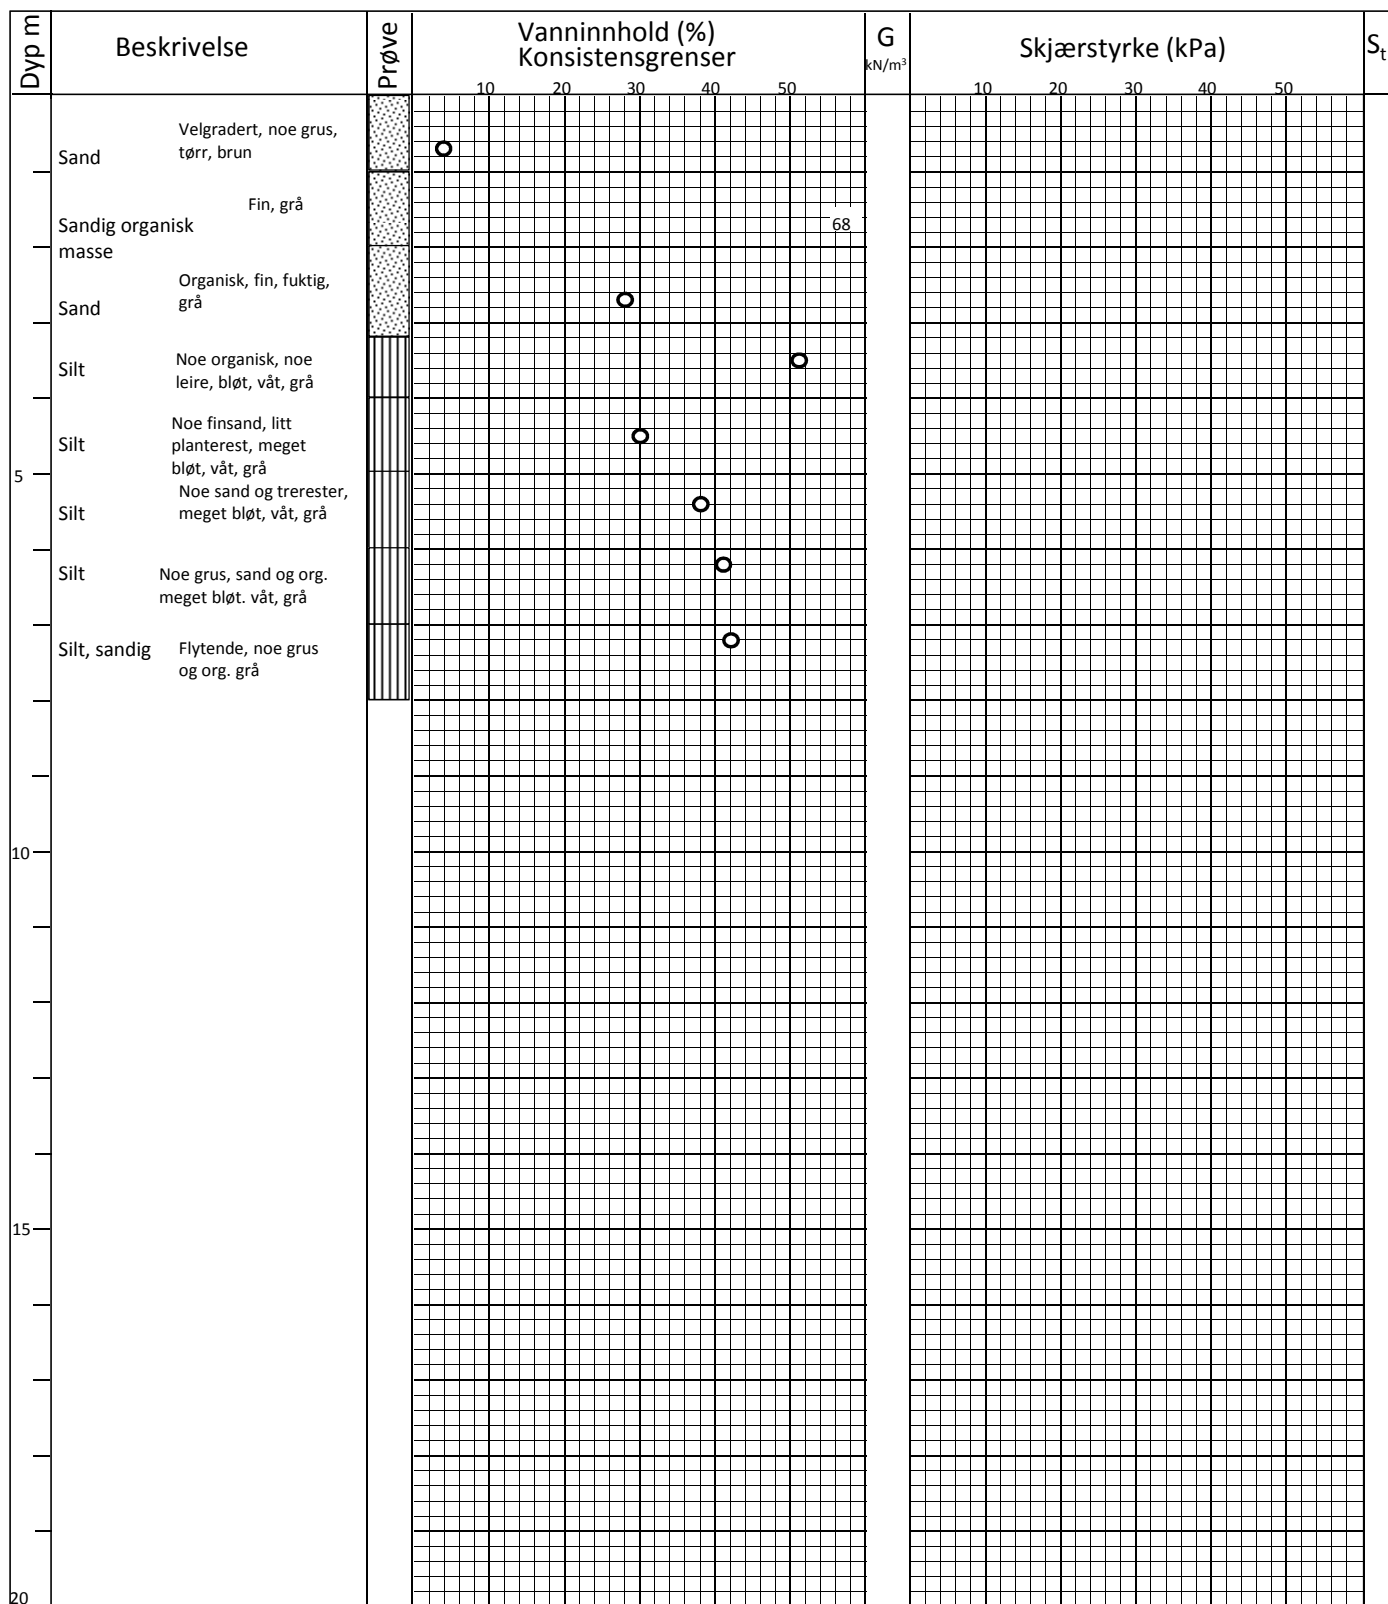 Dyp m
Beskrivelse
Prøve
Vanninnhold (%)
Konsistensgrenser
G
kN/m³
Skjærstyrke (kPa)
Sₜ
10 20 30 40 50
10 20 30 40 50
Velgradert, noe grus,
tørr, brun
Sand
Fin, grå
Sandig organisk
masse
68
Organisk, fin, fuktig,
grå
Sand
Noe organisk, noe
leire, bløt, våt, grå
Silt
Noe finsand, litt
planterest, meget
bløt, våt, grå
Silt
5
Noe sand og trerester,
meget bløt, våt, grå
Silt
Silt
Noe grus, sand og org.
meget bløt. våt, grå
Silt, sandig
Flytende, noe grus
og org. grå
10
15
20